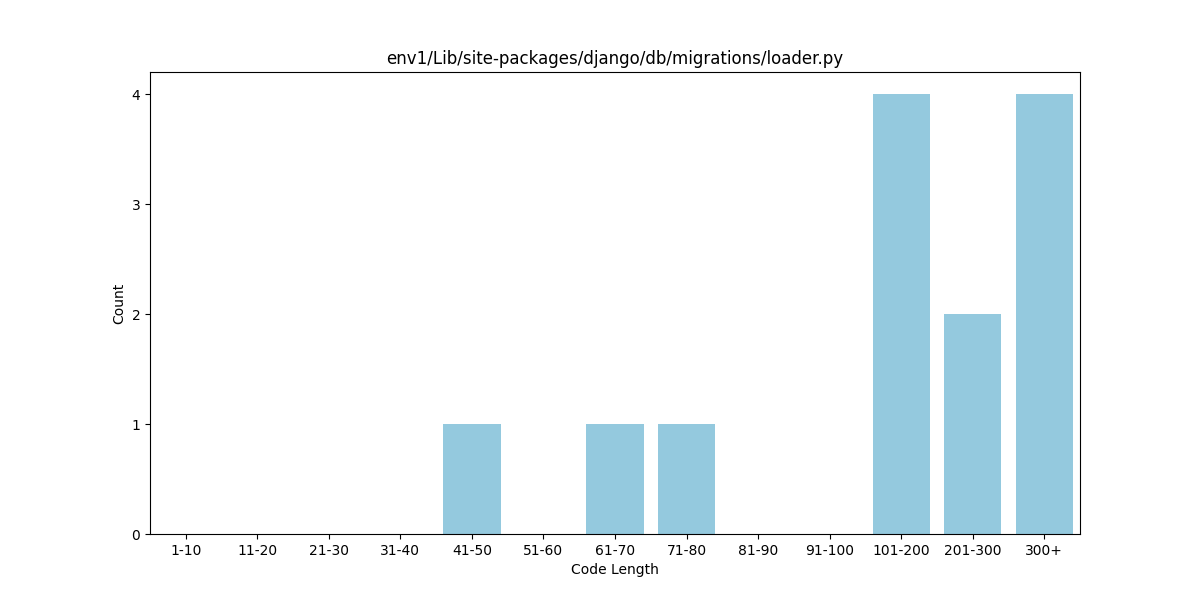 env1/Lib/site-packages/django/db/migrations/loader.py
4
3
2
1
0
Count
1-10 11-20 21-30 31-40 41-50 51-60 61-70 71-80 81-90 91-100 101-200 201-300 300+
Code Length